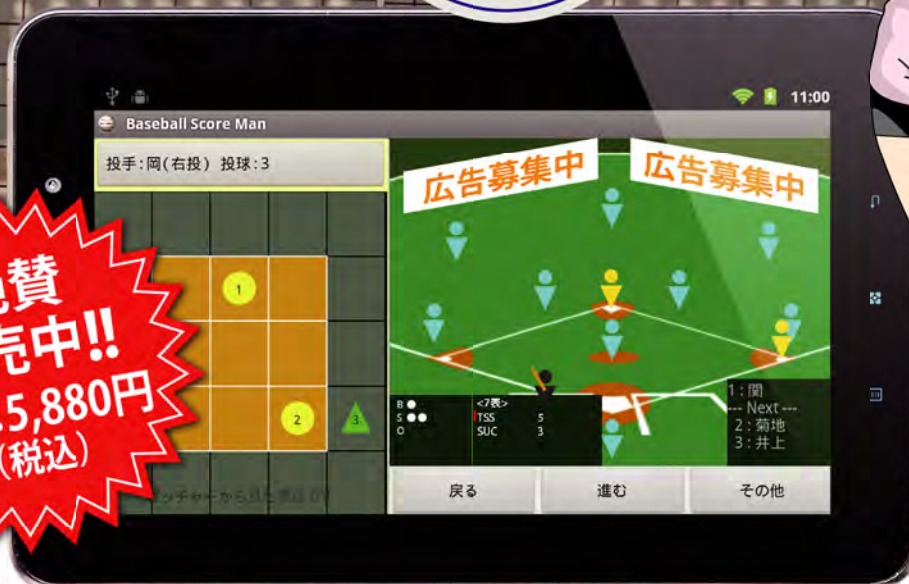 11:00
Baseball Score Man
投手:岡(右投) 投球:3
広告募集中
広告募集中
賛
売中!!
5,880円
(税込)
1
2
3
B
S
O
<7表>
TSS 5
SUC 3
1:関
--- Next ---
2:菊地
3:井上
戻る
進む
その他